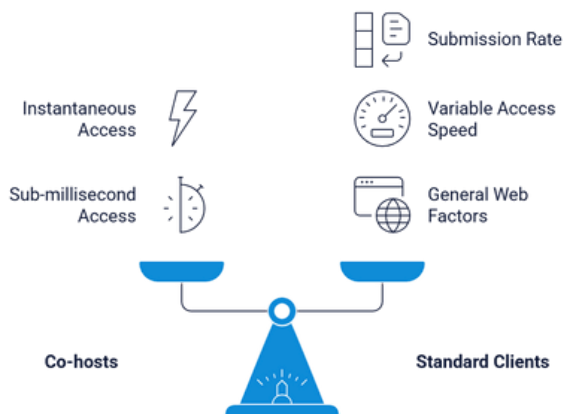 Submission Rate
Instantaneous
Access
Variable Access
Speed
Sub-millisecond
Access
General Web
Factors
Co-hosts
Standard Clients